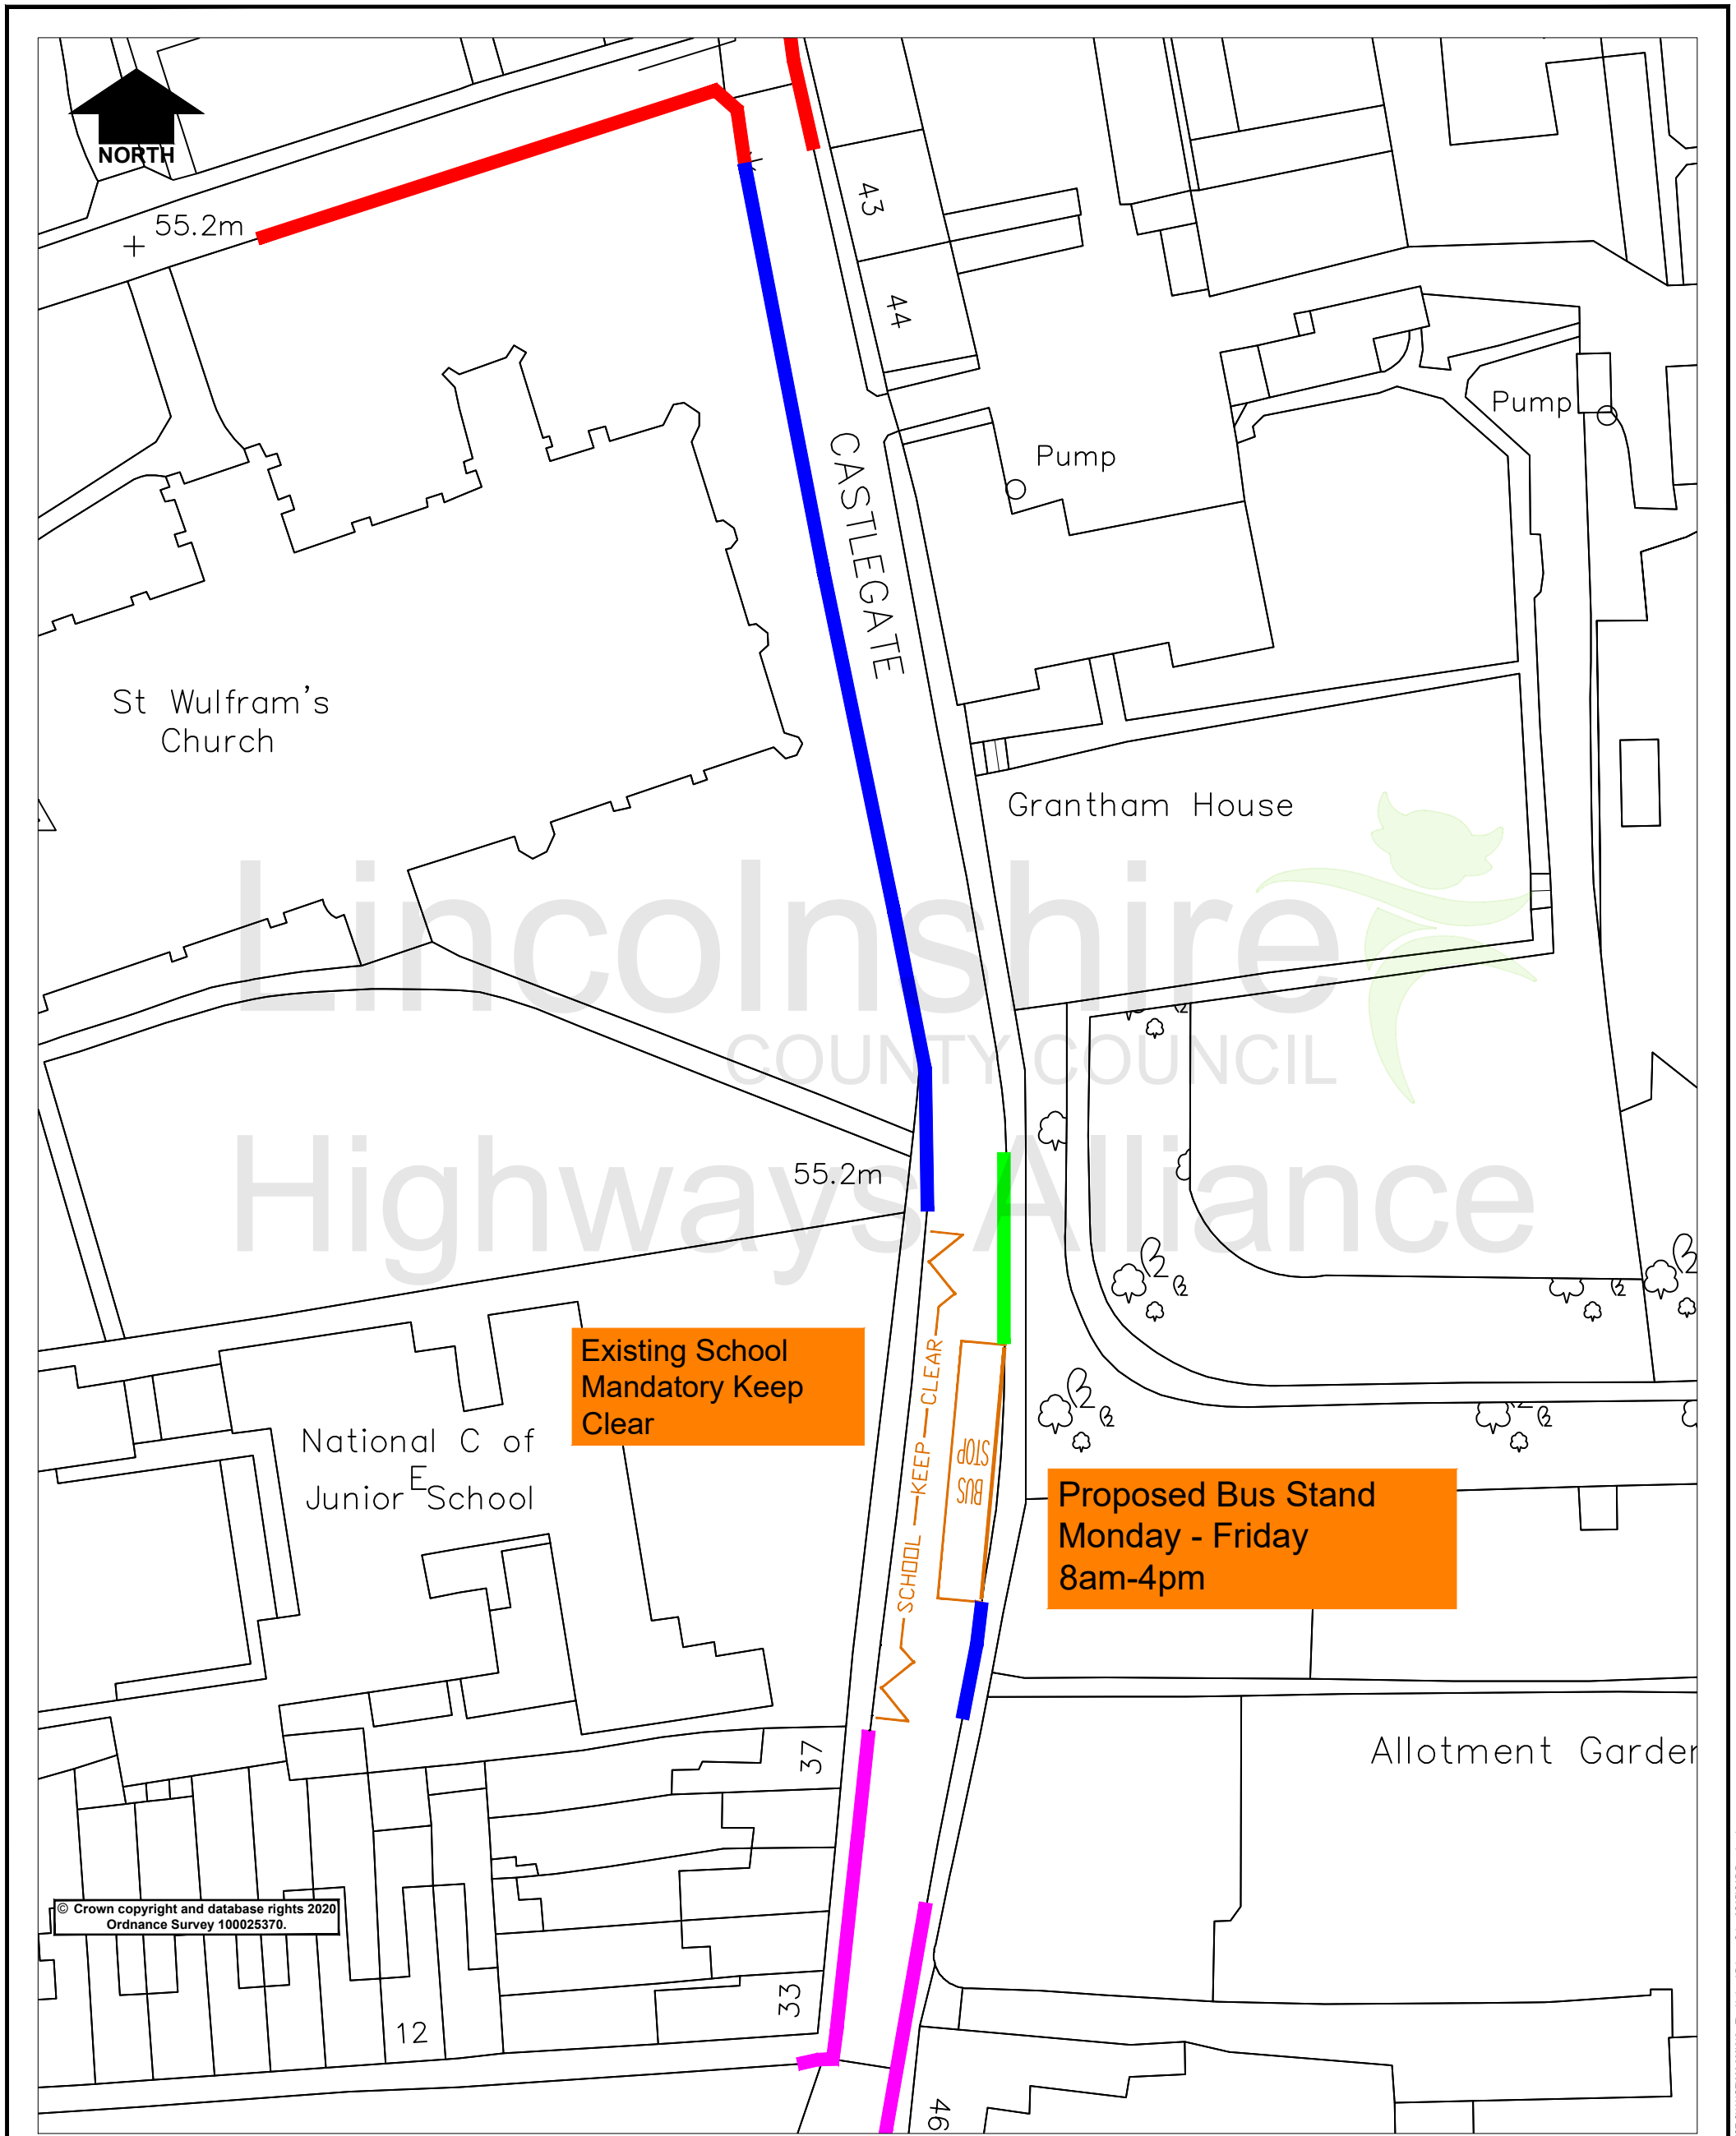 NORTH
55.2m
43
44
CASTLEGATE
Pump
Pump
St Wulfram's
Church
Grantham House
Lincolnshire
COUNTY COUNCIL
Highways Alliance
55.2m
Existing School
Mandatory Keep
Clear
SCHOOL KEEP CLEAR
BUS
STOP
National C of
E
Junior School
Proposed Bus Stand
Monday - Friday
8am-4pm
37
Allotment Garden
© Crown copyright and database rights 2020
Ordnance Survey 100025370.
33
12
46